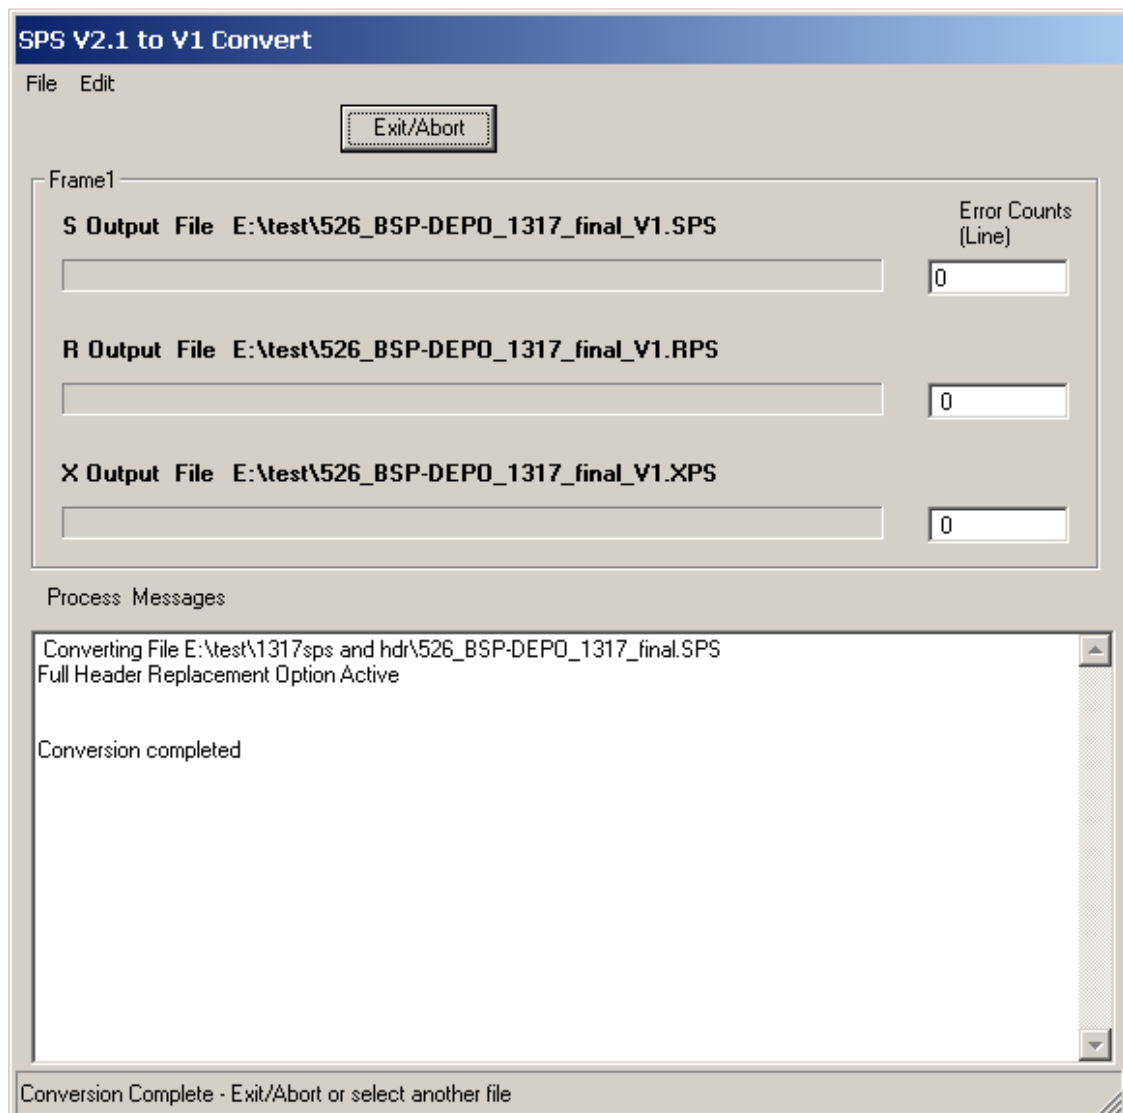 SPS V2.1 to V1 Convert
File Edit
Exit/Abort
Frame1
S Output File E:\test\526_BSP-DEPO_1317_final_V1.SPS
Error Counts
(Line)
0
R Output File E:\test\526_BSP-DEPO_1317_final_V1.RPS
0
X Output File E:\test\526_BSP-DEPO_1317_final_V1.XPS
0
Process Messages
Converting File E:\test\1317sps and hdr\526_BSP-DEPO_1317_final.SPS
Full Header Replacement Option Active
Conversion completed
Conversion Complete - Exit/Abort or select another file